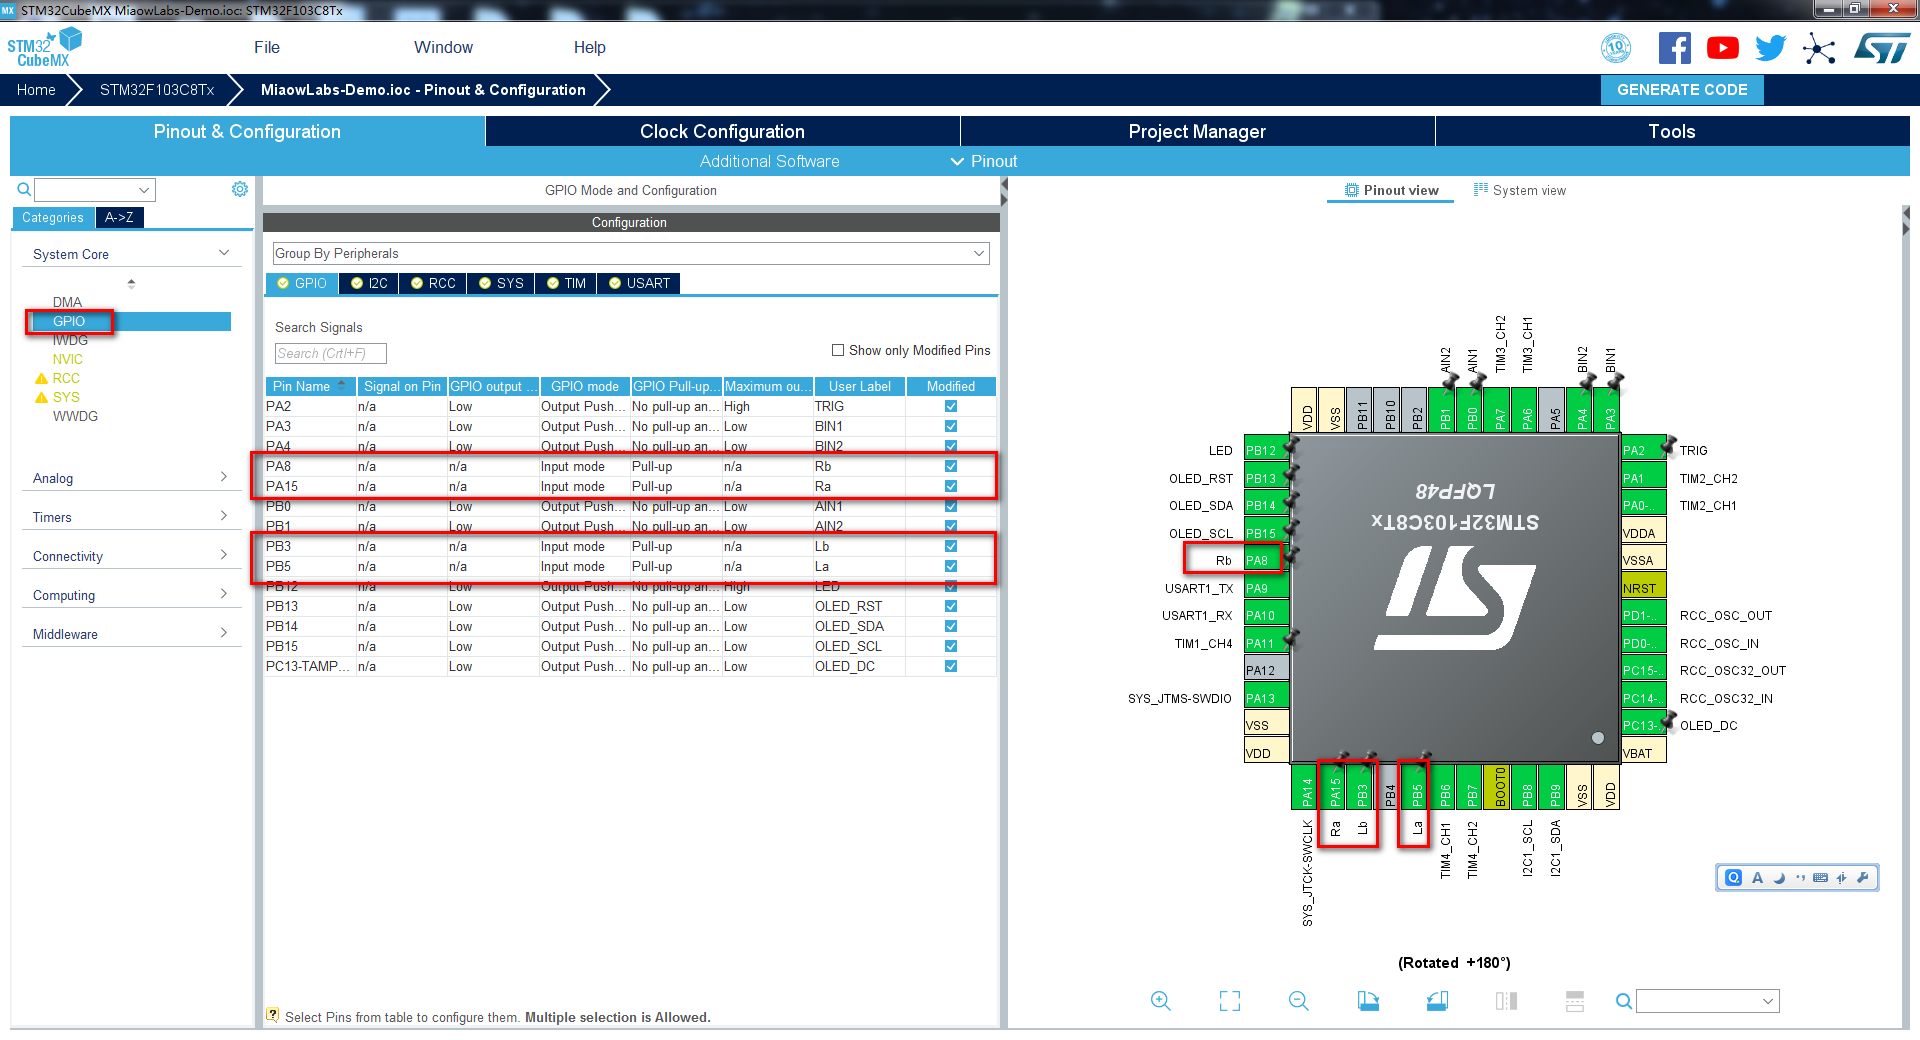 STM32CubeMX MiaowLabs-Demo.ioc: STM32F103C8Tx
STM32 CubeMX
File Window Help
10
Home STM32F103C8Tx MiaowLabs-Demo.ioc - Pinout & Configuration GENERATE CODE
Pinout & Configuration Clock Configuration Project Manager Tools
Additional Software Pinout
Categories A->Z
System Core
DMA
GPIO
IWDG
NVIC
RCC
SYS
WWDG
Analog
Timers
Connectivity
Computing
Middleware
GPIO Mode and Configuration
Configuration
Group By Peripherals
GPIO I2C RCC SYS TIM USART
Search Signals
Search (Crtl+F) Show only Modified Pins
Pin Name Signal on Pin GPIO output ... GPIO mode GPIO Pull-up... Maximum ou... User Label Modified
PA2 n/a Low Output Push... No pull-up an... High TRIG
PA3 n/a Low Output Push... No pull-up an... Low BIN1
PA4 n/a Low Output Push... No pull-up an... Low BIN2
PA8 n/a n/a Input mode Pull-up n/a Rb
PA15 n/a n/a Input mode Pull-up n/a Ra
PB0 n/a Low Output Push... No pull-up an... Low AIN1
PB1 n/a Low Output Push... No pull-up an... Low AIN2
PB3 n/a n/a Input mode Pull-up n/a Lb
PB5 n/a n/a Input mode Pull-up n/a La
PB12 n/a Low Output Push... No pull-up an... High LED
PB13 n/a Low Output Push... No pull-up an... Low OLED_RST
PB14 n/a Low Output Push... No pull-up an... Low OLED_SDA
PB15 n/a Low Output Push... No pull-up an... Low OLED_SCL
PC13-TAMP... n/a Low Output Push... No pull-up an... Low OLED_DC
Select Pins from table to configure them. Multiple selection is Allowed.
Pinout view System view
AIN2 AIN1 TIM3_CH2 TIM3_CH1 BIN2 BIN1
VDD VSS PB11 PB10 PB2 PB1 PB0 PA7 PA6 PA5 PA4 PA3
LED PB12 PA2 TRIG
OLED_RST PB13 PA1 TIM2_CH2
OLED_SDA PB14 PA0-.. TIM2_CH1
OLED_SCL PB15 VDDA
Rb PA8 VSSA
USART1_TX PA9 NRST
USART1_RX PA10 PD1-.. RCC_OSC_OUT
TIM1_CH4 PA11 PD0-.. RCC_OSC_IN
PA12 PC15-.. RCC_OSC32_OUT
SYS_JTMS-SWDIO PA13 PC14-.. RCC_OSC32_IN
VSS PC13-.. OLED_DC
VDD VBAT
LQFP48
STM32F103C8Tx
PA14 PA15 PB3 PB4 PB5 PB6 PB7 BOOT0 PB8 PB9 VSS VDD
SYS_JTCK-SWCLK Ra Lb La TIM4_CH1 TIM4_CH2 I2C1_SCL I2C1_SDA
(Rotated +180°)